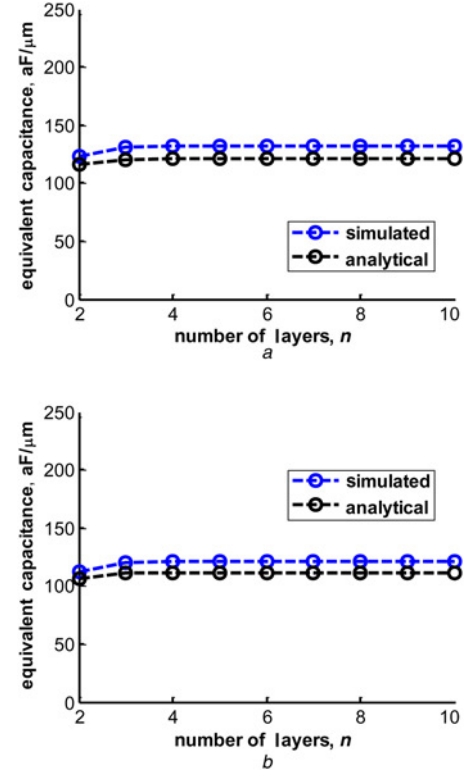 equivalent capacitance, aF/μm
250
200
150
100
50
0
simulated
analytical
2 4 6 8 10
number of layers, n
a
equivalent capacitance, aF/μm
250
200
150
100
50
0
simulated
analytical
2 4 6 8 10
number of layers, n
b